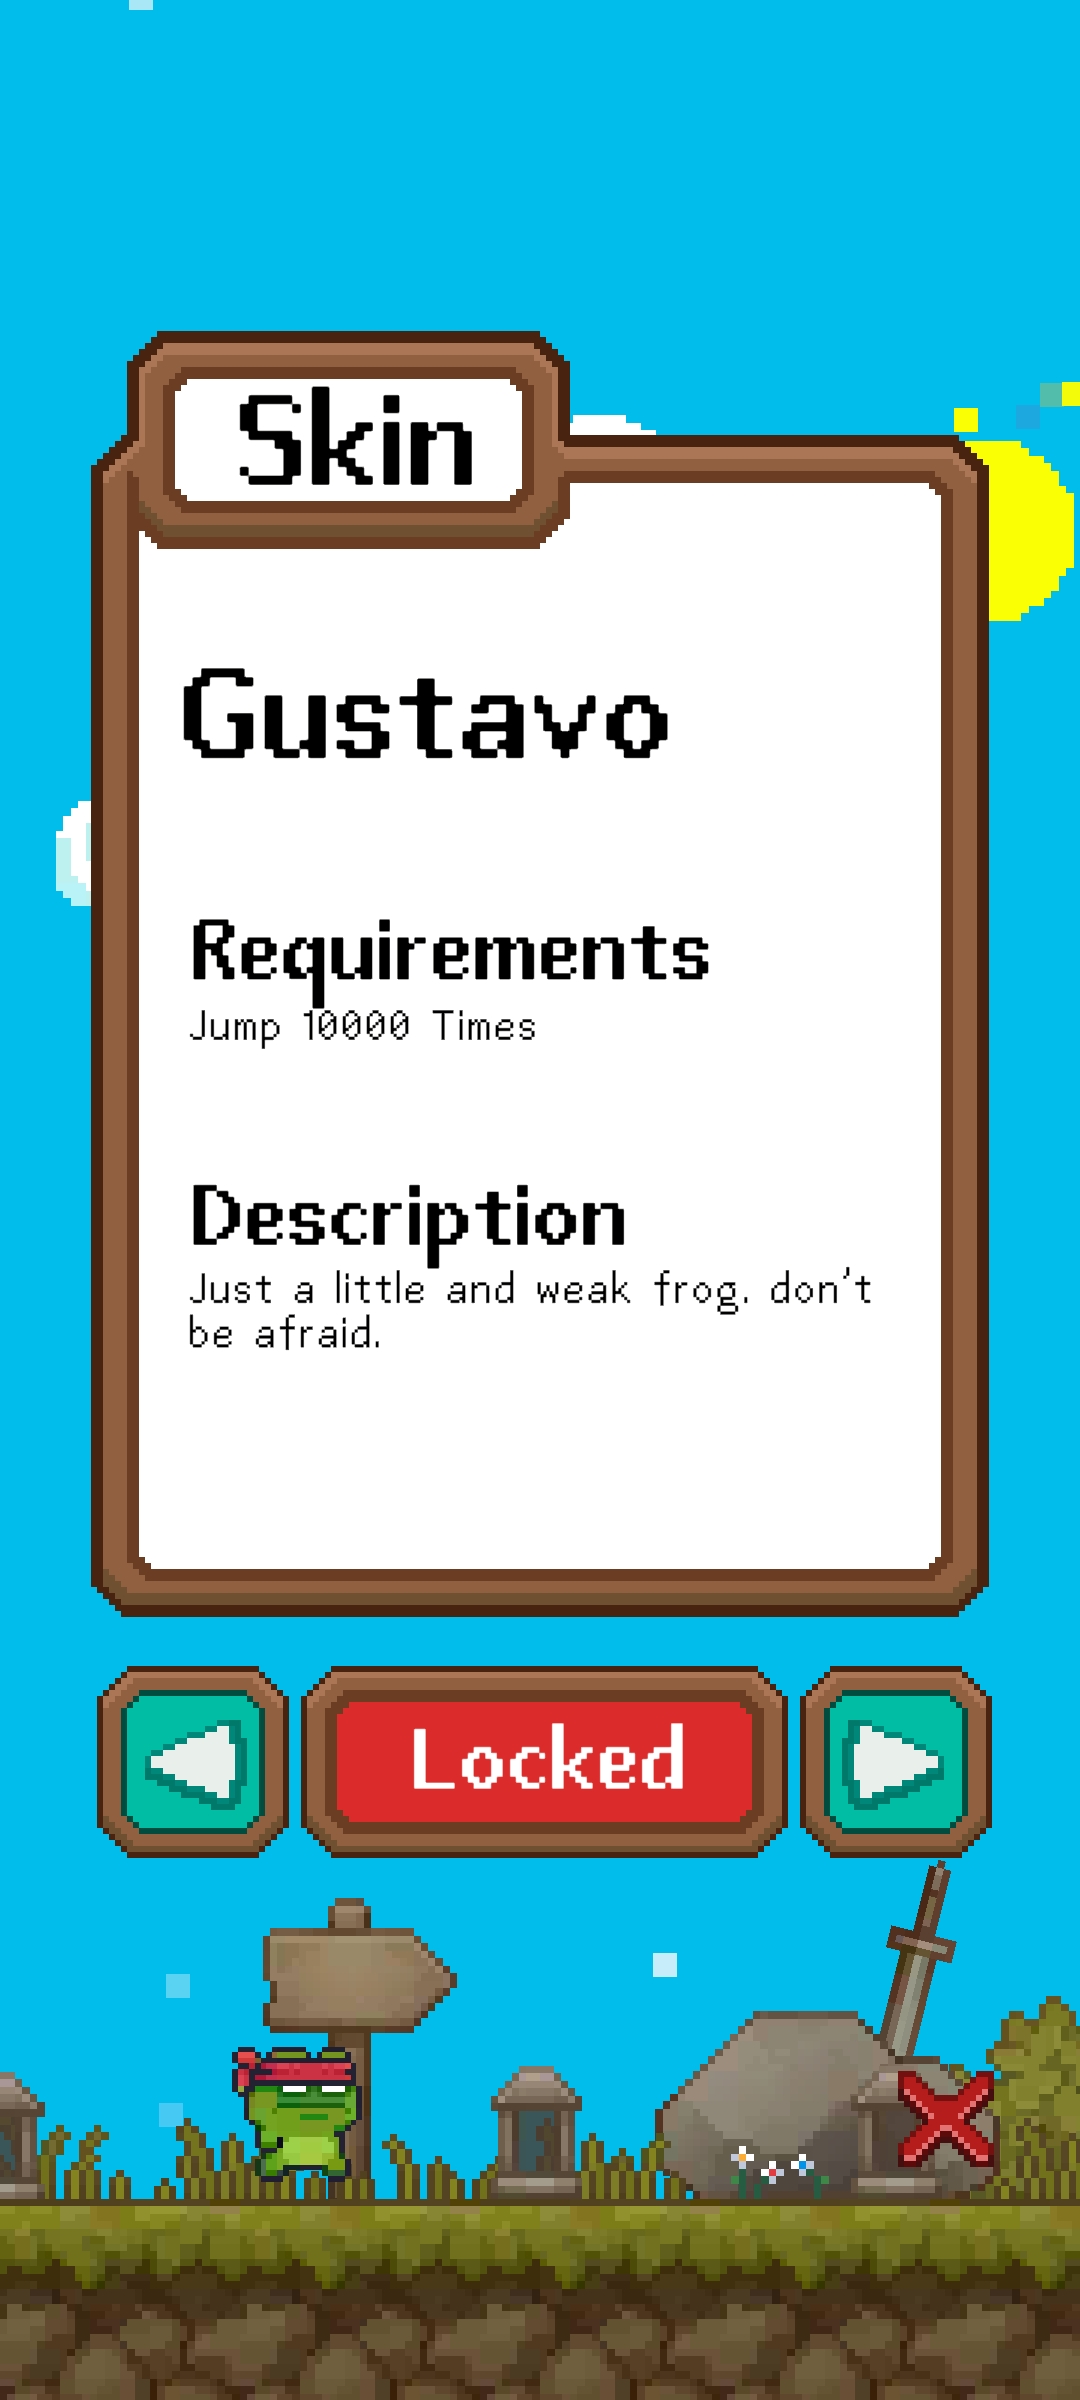 Skin
Gustavo
Requirements
Jump 10000 Times
Description
Just a little and weak frog. don't
be afraid.
Locked